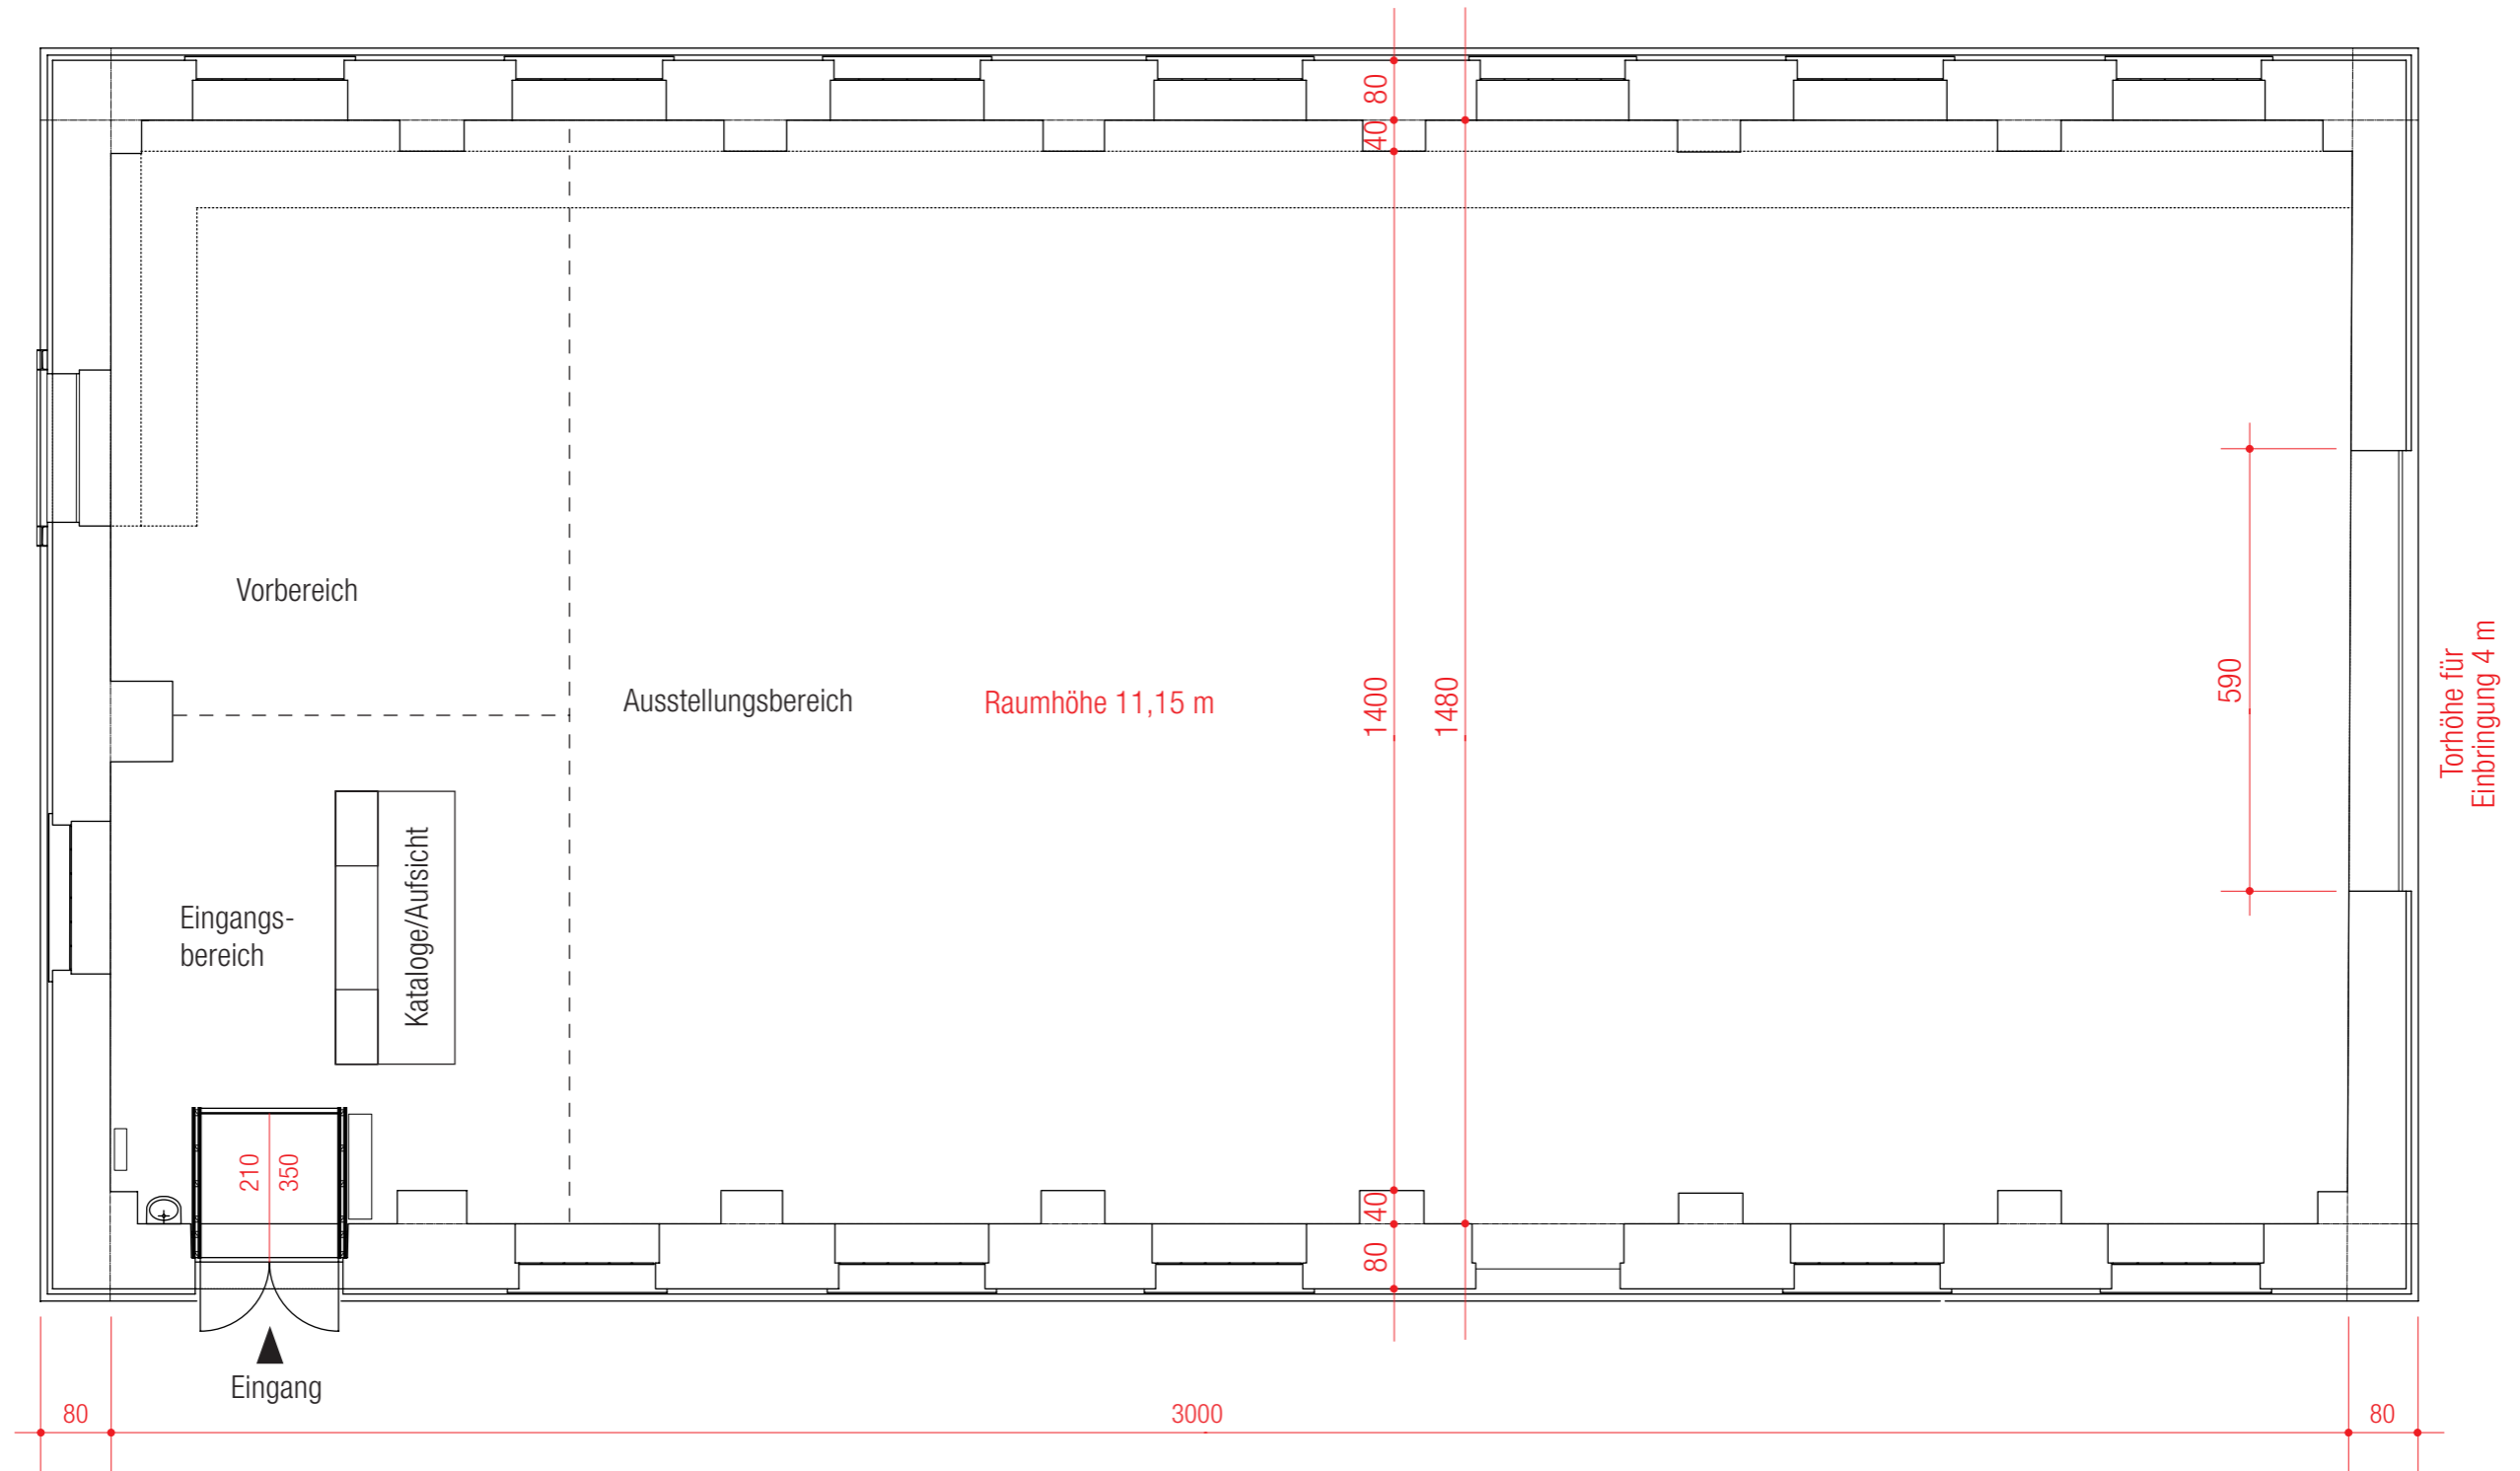 80
40
Vorbereich
Ausstellungsbereich
Raumhöhe 11,15 m
1400
1480
590
Torhöhe für
Einbringung 4 m
Kataloge/Aufsicht
Eingangs-
bereich
210
350
40
80
Eingang
80
3000
80